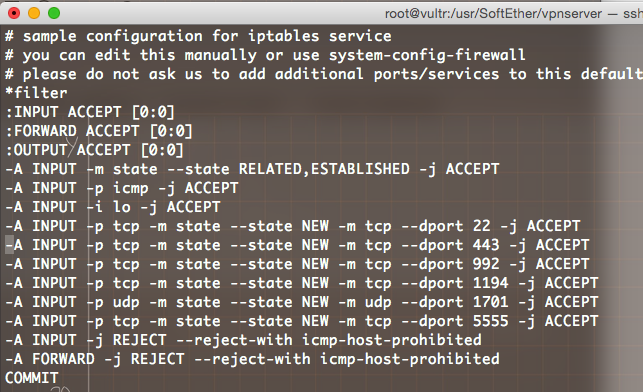 root@vultr:/usr/SoftEther/vpnserver — ssh
# sample configuration for iptables service
# you can edit this manually or use system-config-firewall
# please do not ask us to add additional ports/services to this default
*filter
:INPUT ACCEPT [0:0]
:FORWARD ACCEPT [0:0]
:OUTPUT ACCEPT [0:0]
-A INPUT -m state --state RELATED,ESTABLISHED -j ACCEPT
-A INPUT -p icmp -j ACCEPT
-A INPUT -i lo -j ACCEPT
-A INPUT -p tcp -m state --state NEW -m tcp --dport 22 -j ACCEPT
-A INPUT -p tcp -m state --state NEW -m tcp --dport 443 -j ACCEPT
-A INPUT -p tcp -m state --state NEW -m tcp --dport 992 -j ACCEPT
-A INPUT -p tcp -m state --state NEW -m tcp --dport 1194 -j ACCEPT
-A INPUT -p udp -m state --state NEW -m udp --dport 1701 -j ACCEPT
-A INPUT -p tcp -m state --state NEW -m tcp --dport 5555 -j ACCEPT
-A INPUT -j REJECT --reject-with icmp-host-prohibited
-A FORWARD -j REJECT --reject-with icmp-host-prohibited
COMMIT